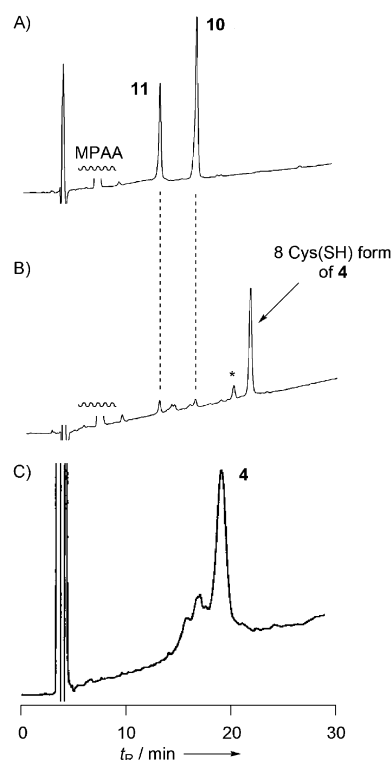 A)
10
11
MPAA
B)
8 Cys(SH) form
of 4
*
C)
4
0 10 20 30
tR / min